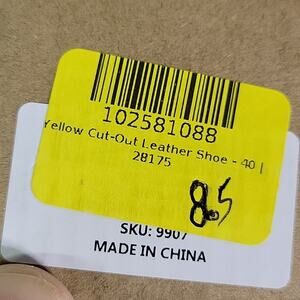 102581088
Yellow Cut-Out Leather Shoe - 40 |
28175
8.5
SKU: 9907
MADE IN CHINA